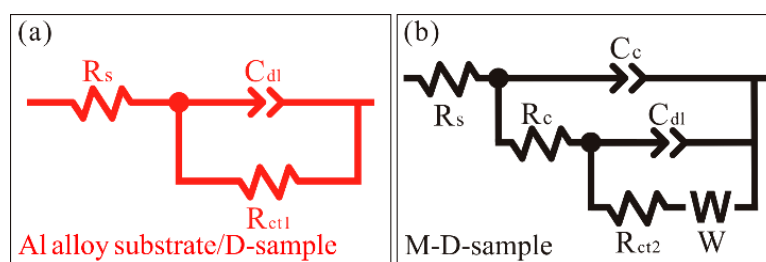 (a)
Rs
Cdl
Rct1
Al alloy substrate/D-sample
(b)
Cc
Rs
Rc
Cdl
Rct2
W
W
M-D-sample